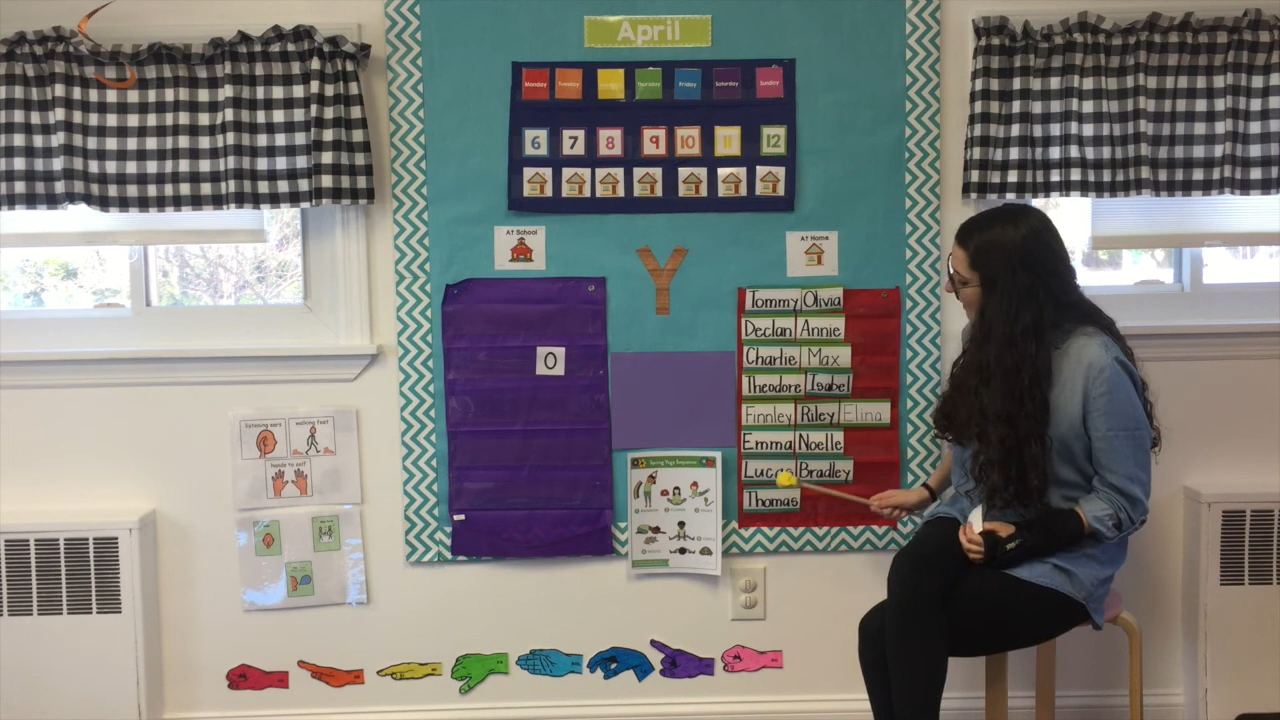 April
Monday Tuesday Thursday Friday Saturday Sunday
6 7 8 9 10 11 12
At School
At Home
Y
Tommy Olivia
Declan Annie
0
Charlie Max
Theodore Isabel
Finnley Riley Elina
Emma Noelle
Lucas Bradley
Thomas
listening ears walking feet
hands to self
Spring Yoga Sequence